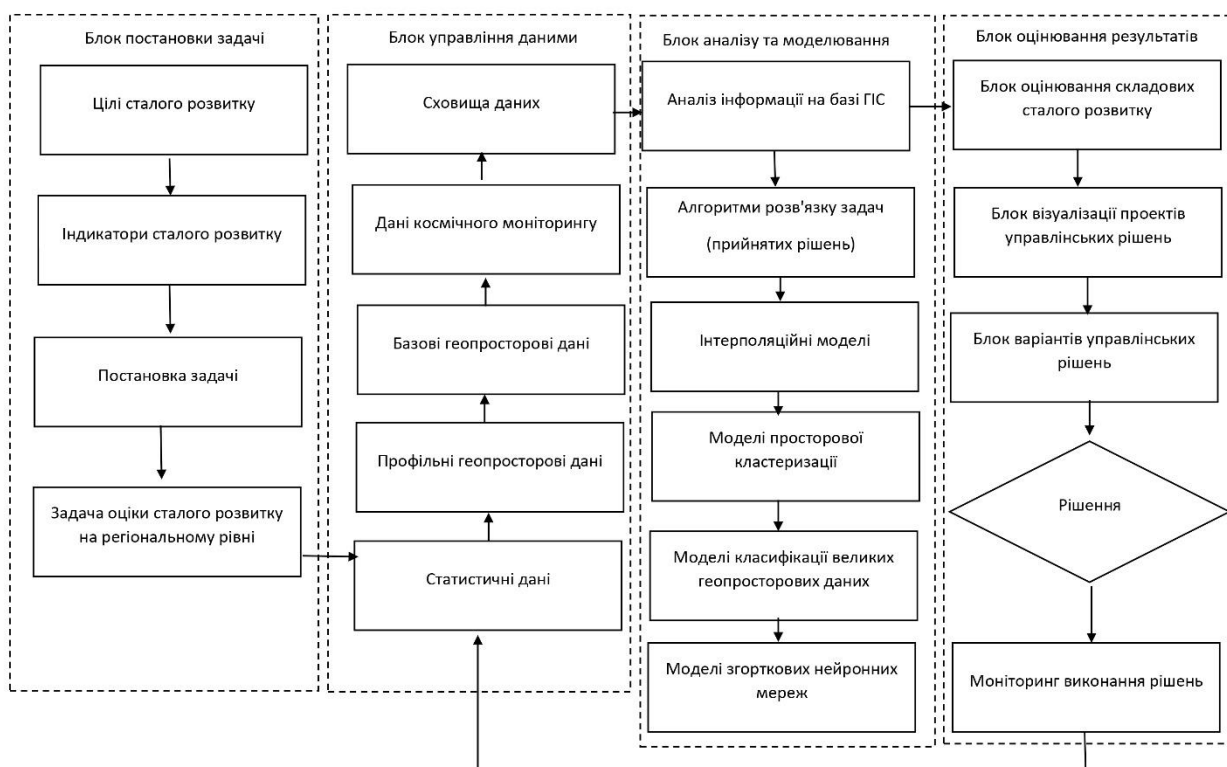 Блок постановки задачі
Цілі сталого розвитку
Індикатори сталого розвитку
Постановка задачі
Задача оцінки сталого розвитку
на регіональному рівні
Блок управління даними
Сховища даних
Дані космічного моніторингу
Базові геопросторові дані
Профільні геопросторові дані
Статистичні дані
Блок аналізу та моделювання
Аналіз інформації на базі ГІС
Алгоритми розв'язку задач
(прийнятих рішень)
Інтерполяційні моделі
Моделі просторової
кластеризації
Моделі класифікації великих
геопросторових даних
Моделі згорткових нейронних
мереж
Блок оцінювання результатів
Блок оцінювання складових
сталого розвитку
Блок візуалізації проектів
управлінських рішень
Блок варіантів управлінських
рішень
Рішення
Моніторинг виконання рішень